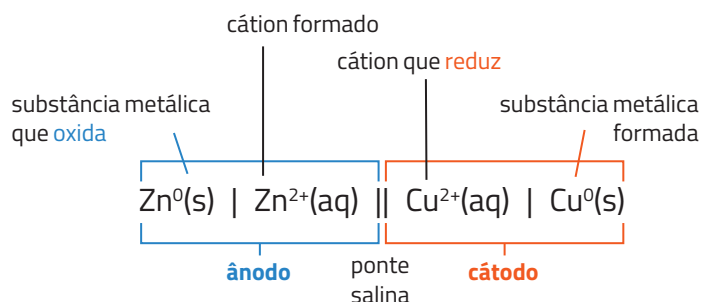 cátion formado
cátion que reduz
substância metálica
que oxida
substância metálica
formada
Zn⁰(s) | Zn²⁺(aq) || Cu²⁺(aq) | Cu⁰(s)
ânodo
ponte
salina
cátodo